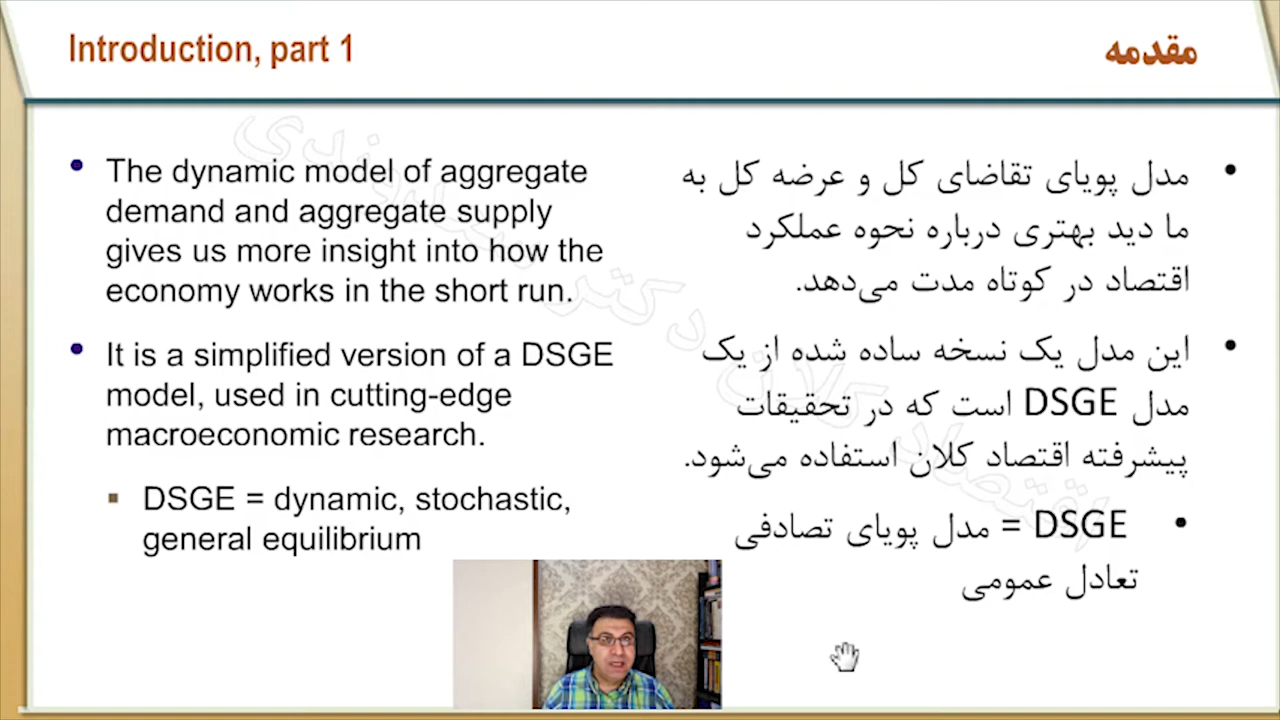 Introduction, part 1
مقدمه
• The dynamic model of aggregate
demand and aggregate supply
gives us more insight into how the
economy works in the short run.
• It is a simplified version of a DSGE
model, used in cutting-edge
macroeconomic research.
▪ DSGE = dynamic, stochastic,
general equilibrium
• مدل پویای تقاضای کل و عرضه کل به
ما دید بهتری درباره نحوه عملکرد
اقتصاد در کوتاه مدت می‌دهد.
• این مدل یک نسخه ساده شده از یک
مدل DSGE است که در تحقیقات
پیشرفته اقتصاد کلان استفاده می‌شود.
• DSGE = مدل پویای تصادفی
تعادل عمومی
اقتصاد کلان دکتر